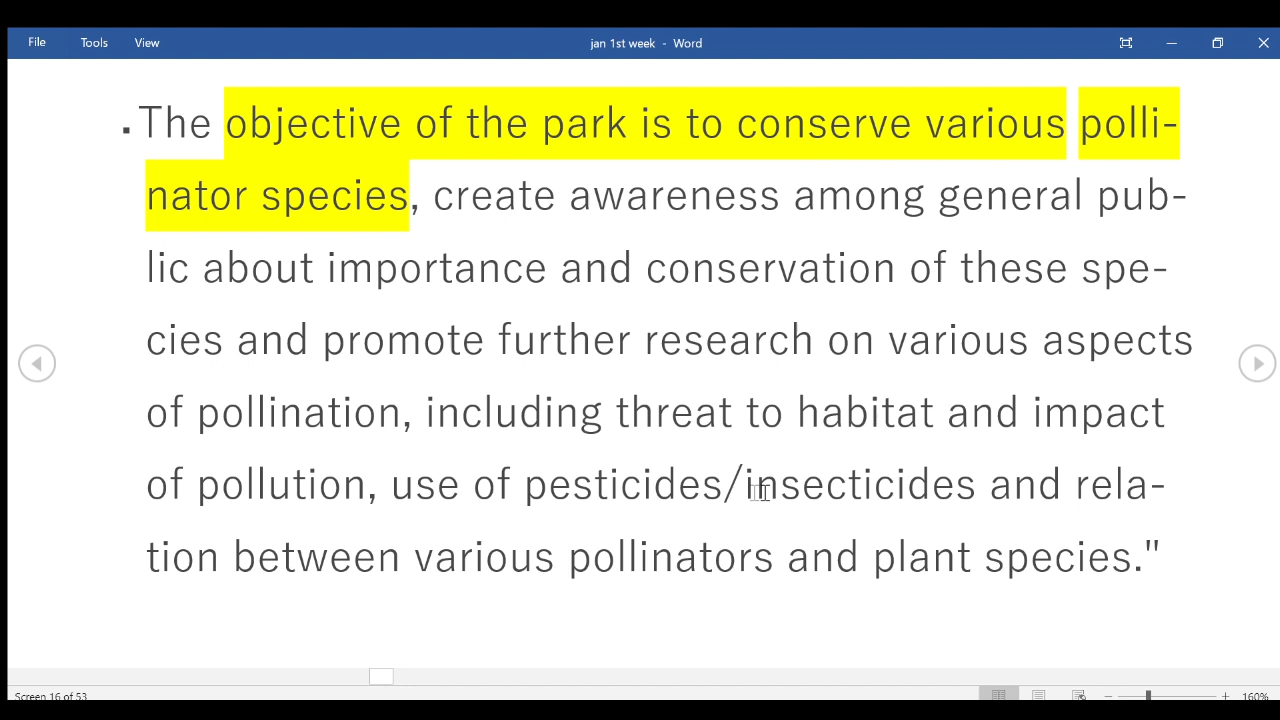 File Tools View jan 1st week - Word
▪ The objective of the park is to conserve various polli-
nator species, create awareness among general pub-
lic about importance and conservation of these spe-
cies and promote further research on various aspects
of pollination, including threat to habitat and impact
of pollution, use of pesticides/insecticides and rela-
tion between various pollinators and plant species."
Screen 16 of 53 160%